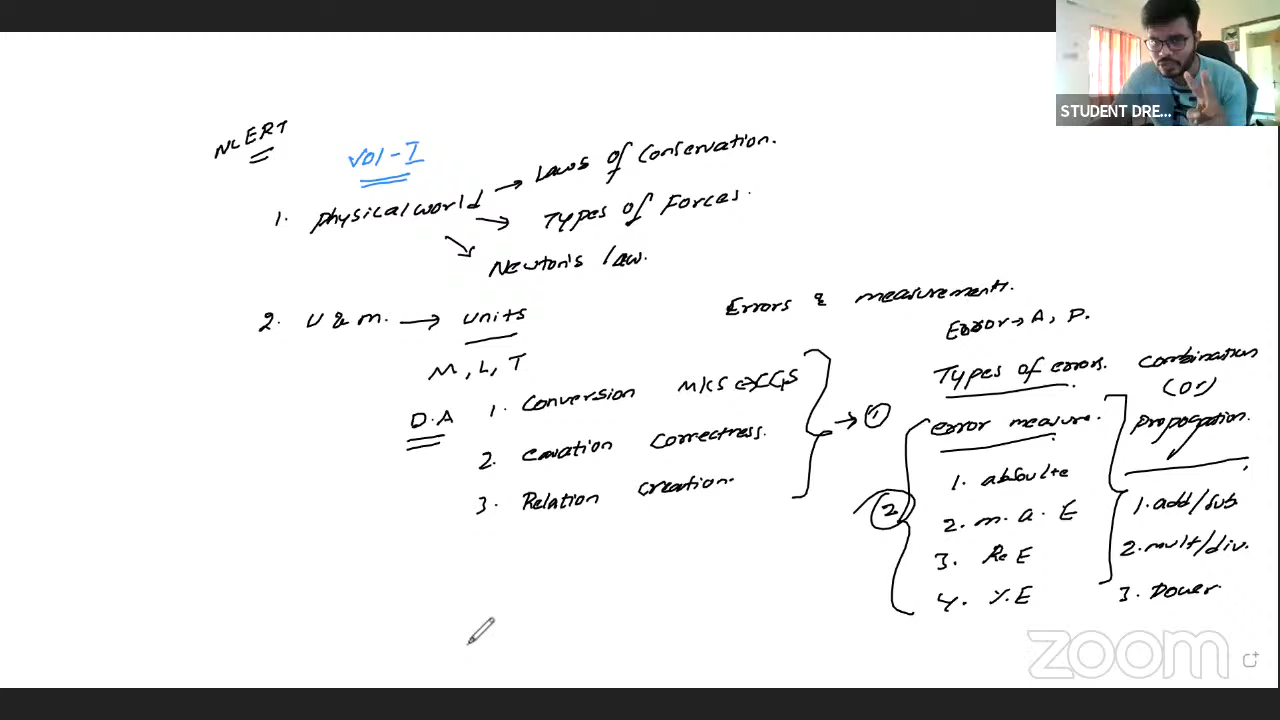 STUDENT DRE...
NCERT
Vol-I
1. physical world → Laws of Conservation.
→ Types of Forces.
→ Newton's law.
2. U & m. → units
M, L, T
D.A
1. Conversion MKS ↔ CGS
2. Equation Correctness.
3. Relation Creation.
→ ①
Errors & measurements.
Error → A, P.
Types of errors.
②
error measure.
1. absoulte
2. m. a. E
3. Re E
4. %. E
Combination
(or)
Propogation.
1. add/sub
2. mult/div.
3. Power.
zoom